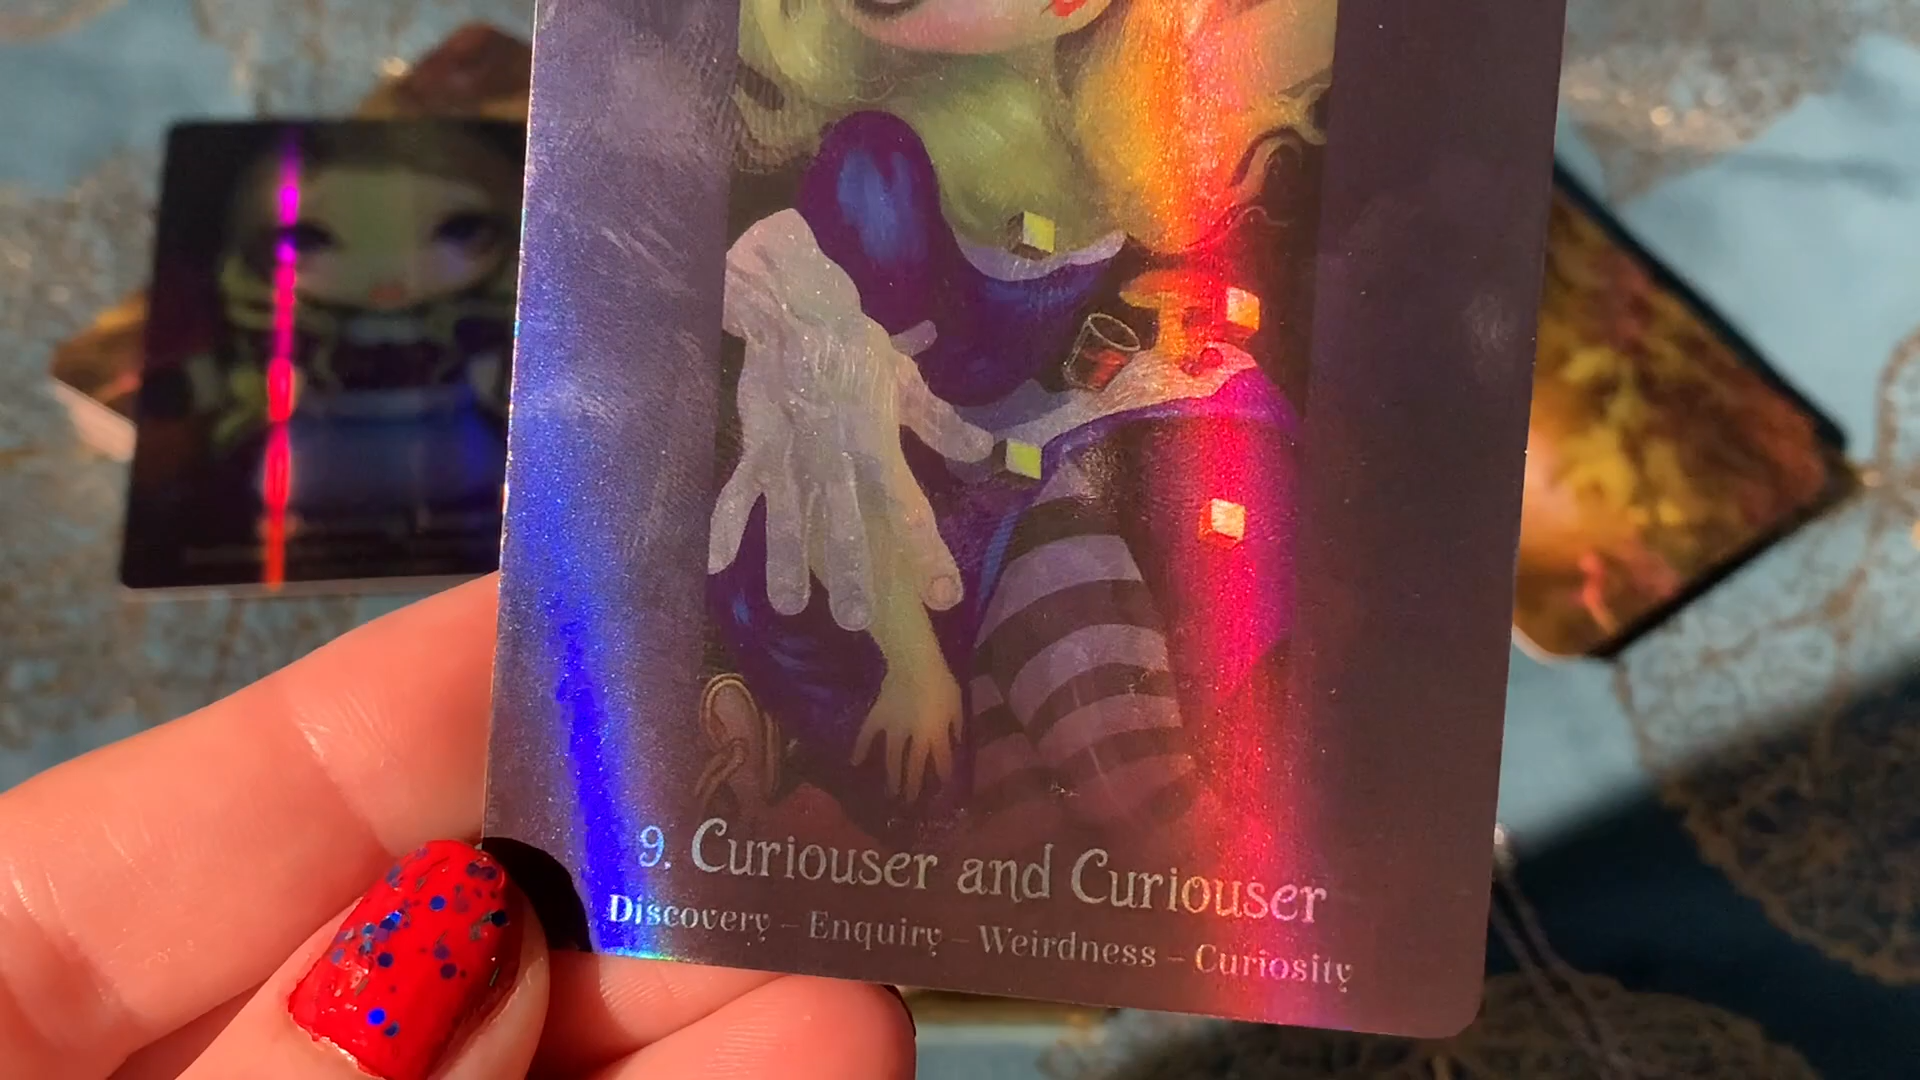 9. Curiouser and Curiouser
Discovery – Enquiry – Weirdness – Curiosity